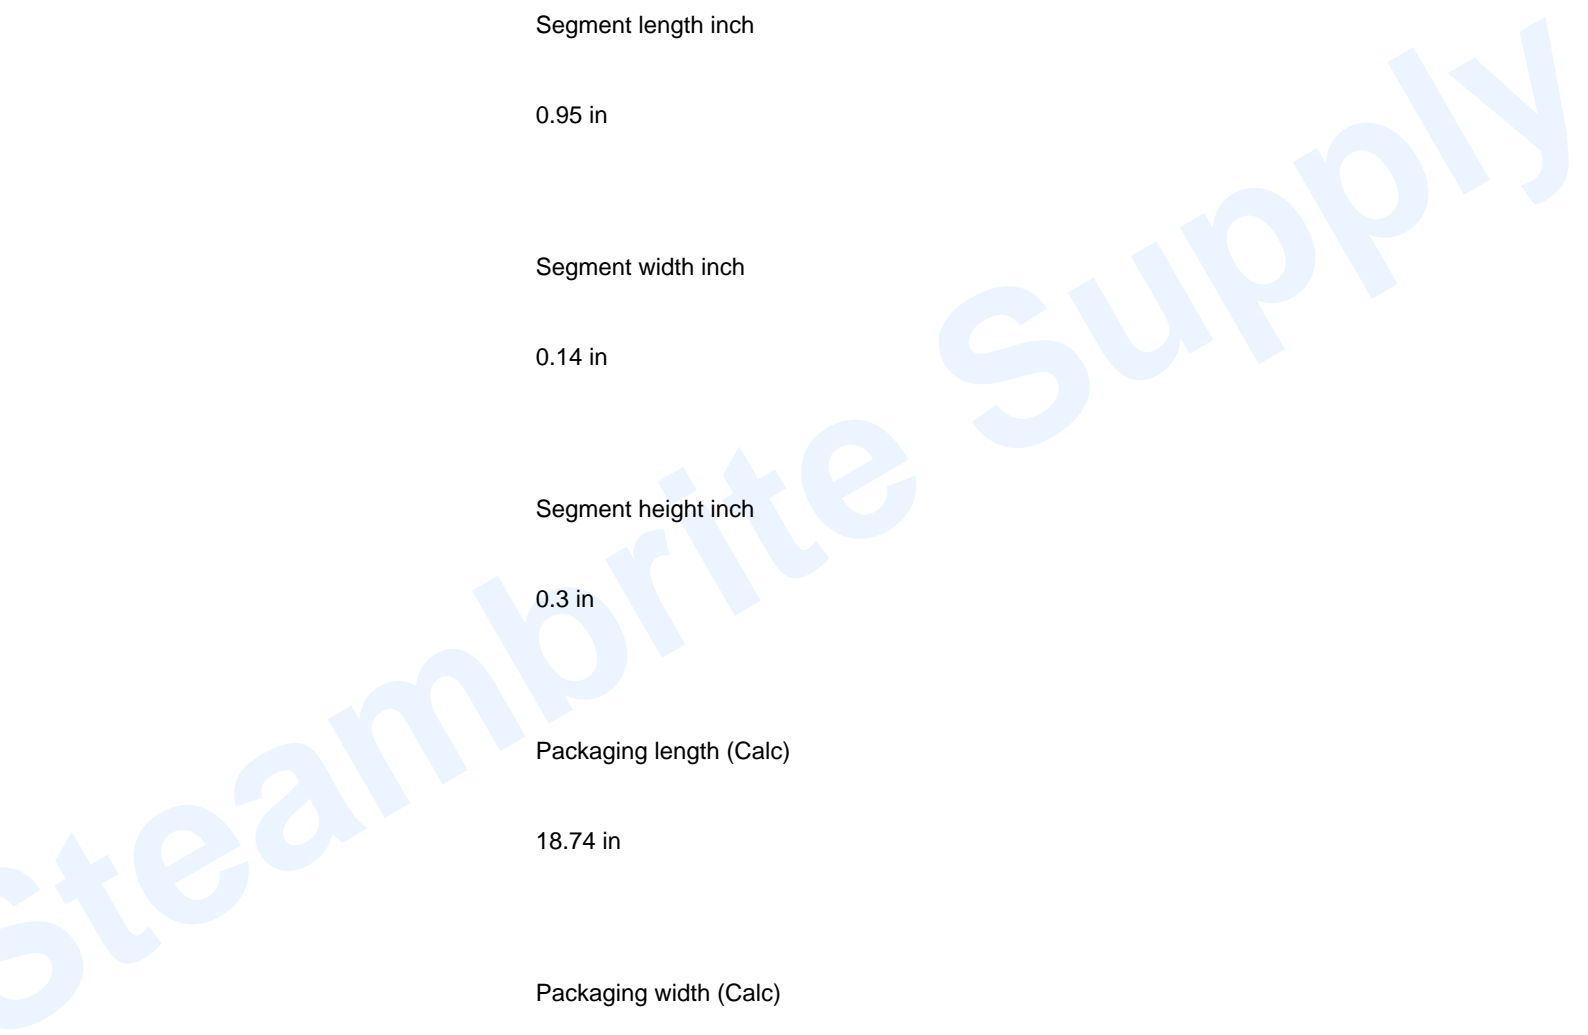 Segment length inch
0.95 in
Segment width inch
0.14 in
Segment height inch
0.3 in
Packaging length (Calc)
18.74 in
Packaging width (Calc)
Steambrite Supply